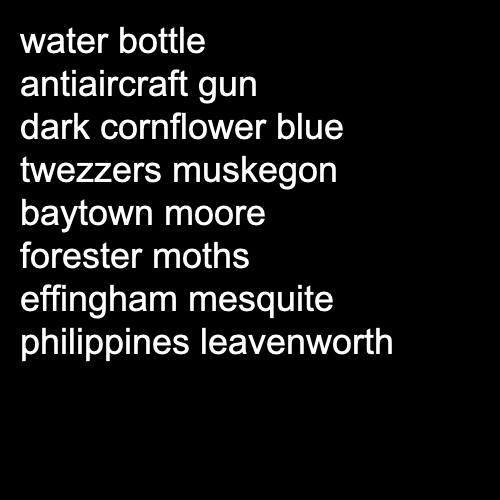 water bottle
antiaircraft gun
dark cornflower blue
twezzers muskegon
baytown moore
forester moths
effingham mesquite
philippines leavenworth